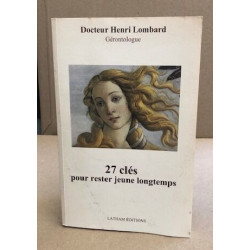 Docteur Henri Lombard
Gérontologue
27 clés
pour rester jeune longtemps